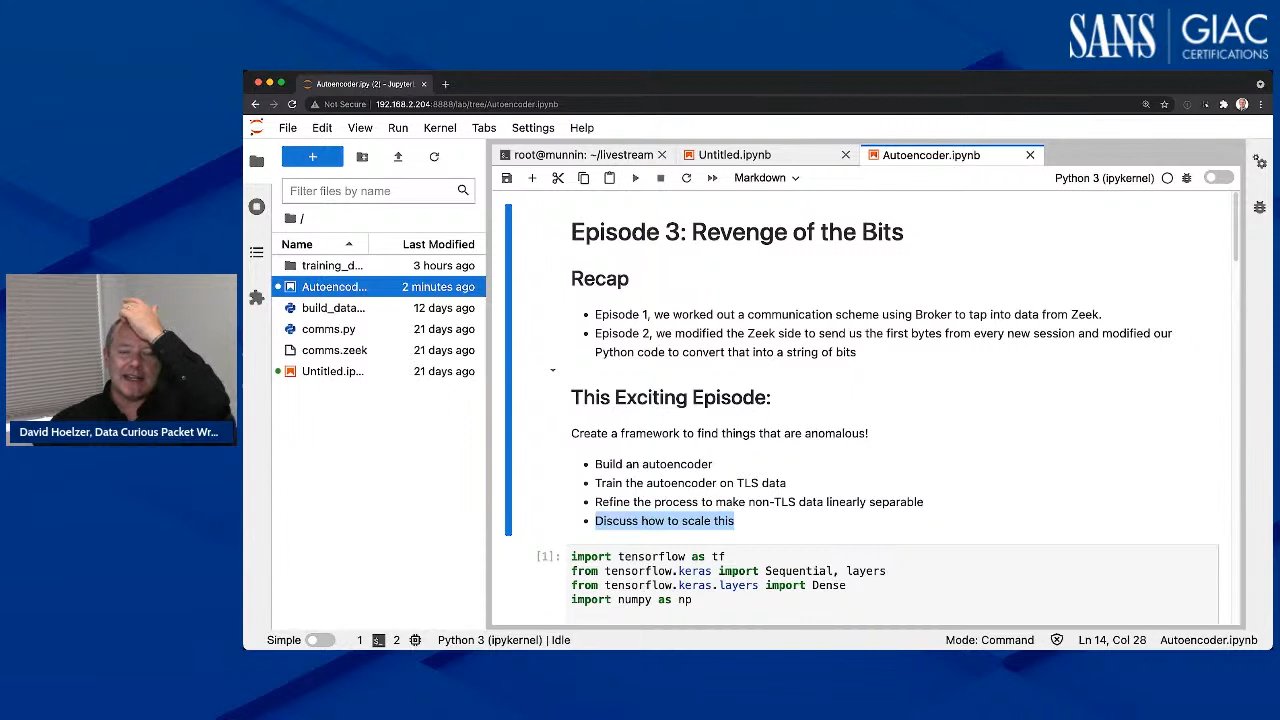 SANS GIAC
CERTIFICATIONS
Autoencoder.ipy (2) - JupyterL
Not Secure 192.168.2.204:8888/lab/tree/Autoencoder.ipynb
File Edit View Run Kernel Tabs Settings Help
root@munnin: ~/livestream
Untitled.ipynb
Autoencoder.ipynb
Markdown
Python 3 (ipykernel)
Filter files by name
/
Name Last Modified
training_d... 3 hours ago
Autoencod... 2 minutes ago
build_data... 12 days ago
comms.py 21 days ago
comms.zeek 21 days ago
Untitled.ip... 21 days ago
Episode 3: Revenge of the Bits
Recap
• Episode 1, we worked out a communication scheme using Broker to tap into data from Zeek.
• Episode 2, we modified the Zeek side to send us the first bytes from every new session and modified our
Python code to convert that into a string of bits
This Exciting Episode:
Create a framework to find things that are anomalous!
• Build an autoencoder
• Train the autoencoder on TLS data
• Refine the process to make non-TLS data linearly separable
• Discuss how to scale this
[1]: import tensorflow as tf
from tensorflow.keras import Sequential, layers
from tensorflow.keras.layers import Dense
import numpy as np
David Hoelzer, Data Curious Packet Wr...
Simple 1 2 Python 3 (ipykernel) | Idle
Mode: Command Ln 14, Col 28 Autoencoder.ipynb